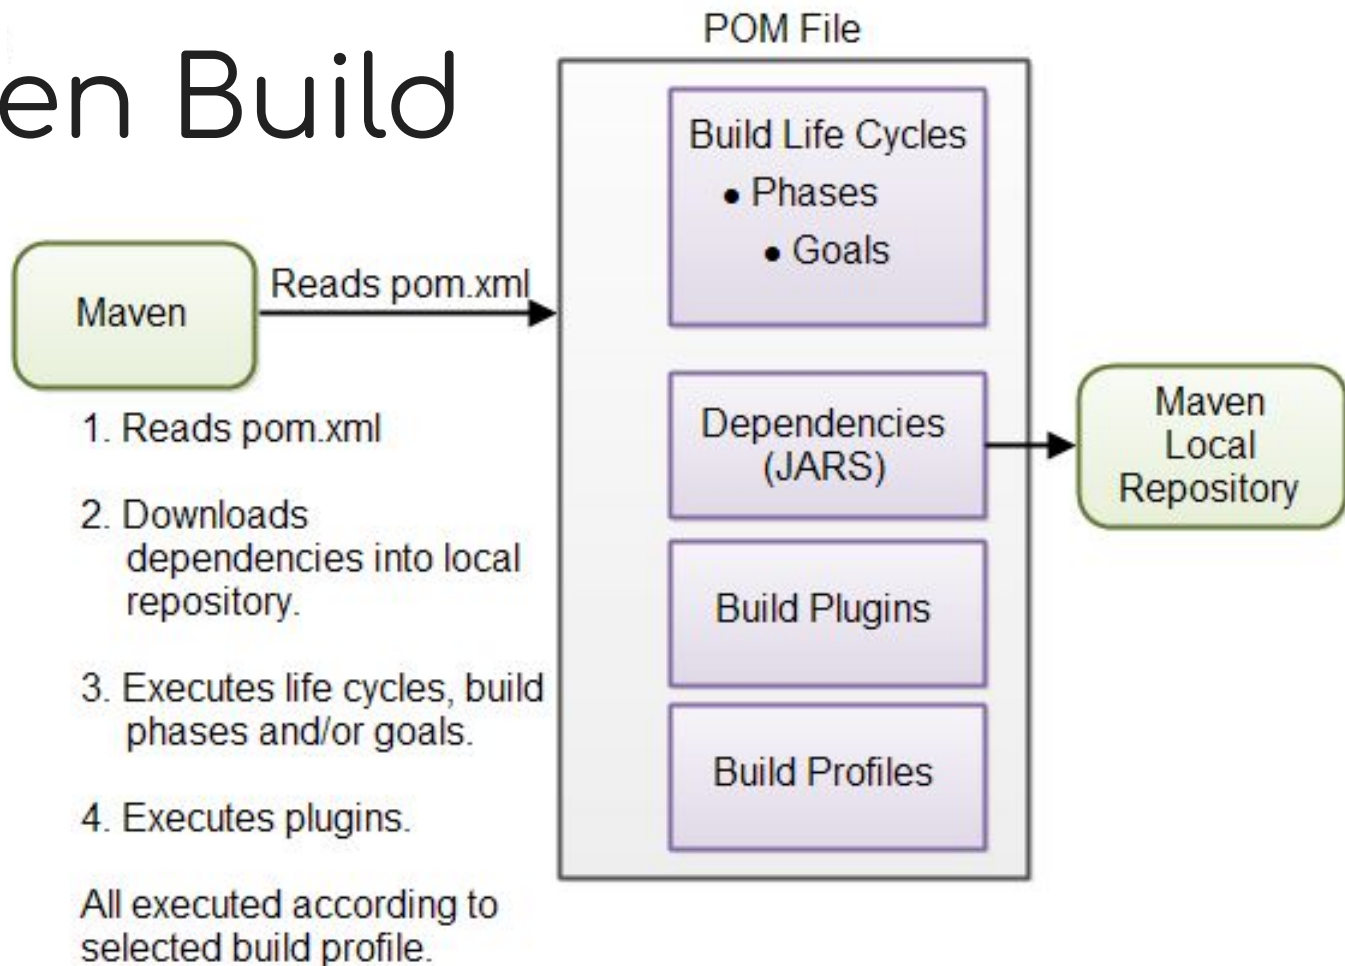 en Build
POM File
Build Life Cycles
• Phases
• Goals
Maven
Reads pom.xml
Dependencies
(JARS)
Maven
Local
Repository
Build Plugins
Build Profiles
1. Reads pom.xml
2. Downloads
dependencies into local
repository.
3. Executes life cycles, build
phases and/or goals.
4. Executes plugins.
All executed according to
selected build profile.